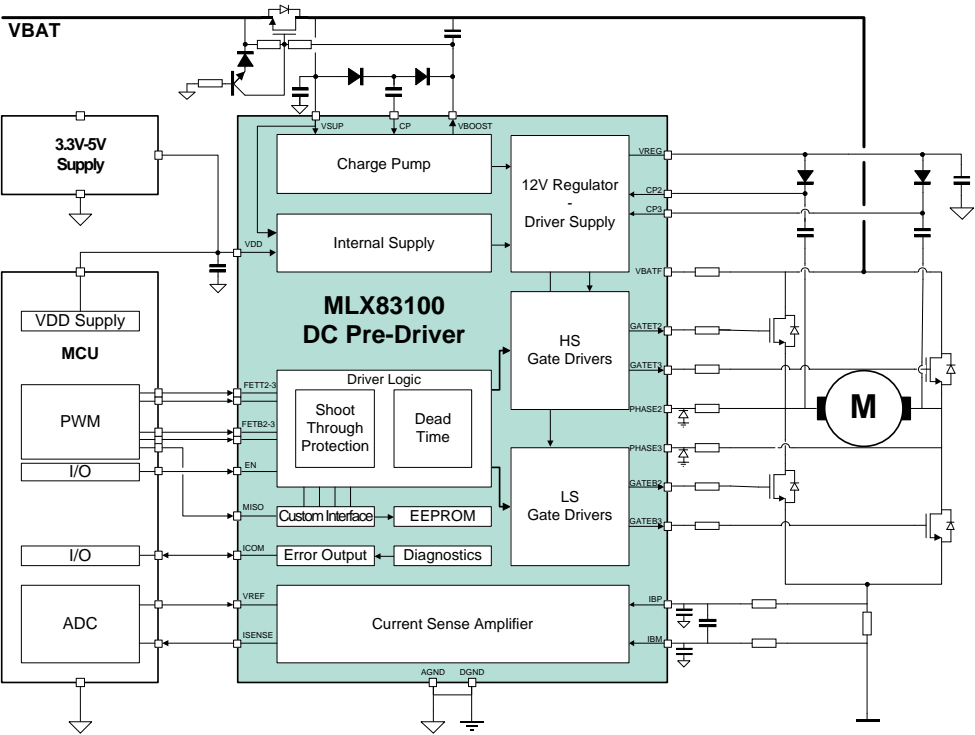 VBAT
3.3V-5V
Supply
VSUP
CP
VBOOST
Charge Pump
12V Regulator
-
Driver Supply
VREG
CP2
CP3
VDD
Internal Supply
VBATF
MLX83100
DC Pre-Driver
VDD Supply
MCU
HS
Gate Drivers
GATET2
GATET3
PHASE2
PHASE3
M
PWM
FETT2-3
FETB2-3
Driver Logic
Shoot
Through
Protection
Dead
Time
I/O
EN
LS
Gate Drivers
GATEB2
GATEB3
MISO
Custom Interface
EEPROM
I/O
ICOM
Error Output
Diagnostics
ADC
VREF
ISENSE
Current Sense Amplifier
IBP
IBM
AGND
DGND